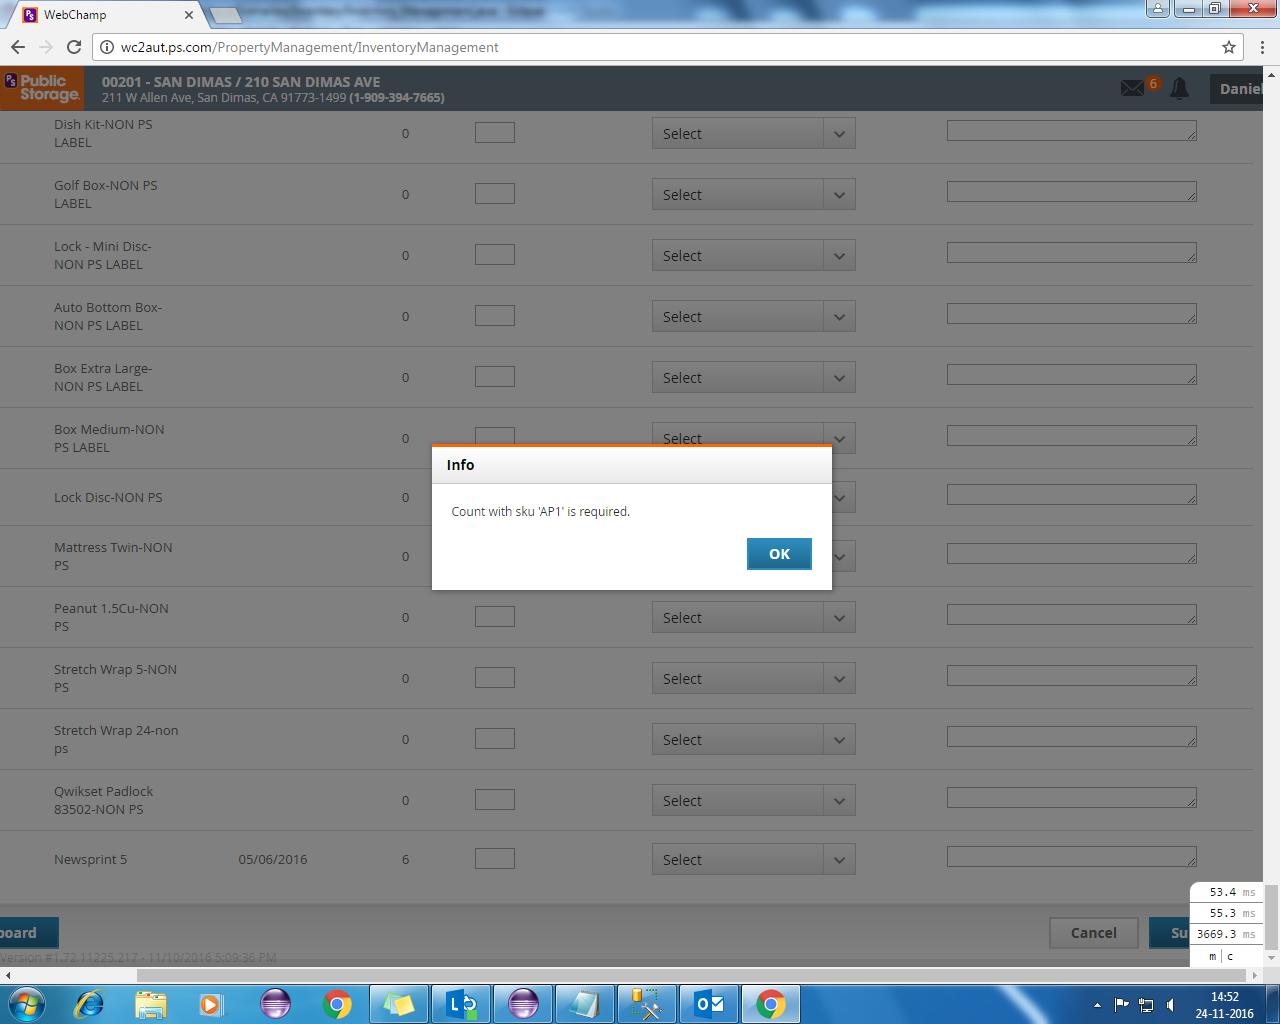 WebChamp
wc2aut.ps.com/PropertyManagement/InventoryManagement
PS Public Storage.
00201 - SAN DIMAS / 210 SAN DIMAS AVE
211 W Allen Ave, San Dimas, CA 91773-1499 (1-909-394-7665)
6
Daniel
Dish Kit-NON PS
LABEL
0
Select
Golf Box-NON PS
LABEL
0
Select
Lock - Mini Disc-
NON PS LABEL
0
Select
Auto Bottom Box-
NON PS LABEL
0
Select
Box Extra Large-
NON PS LABEL
0
Select
Box Medium-NON
PS LABEL
0
Select
Info
Count with sku 'AP1' is required.
OK
Lock Disc-NON PS
0
Mattress Twin-NON
PS
0
Peanut 1.5Cu-NON
PS
0
Select
Stretch Wrap 5-NON
PS
0
Select
Stretch Wrap 24-non
ps
0
Select
Qwikset Padlock
83502-NON PS
0
Select
Newsprint 5 05/06/2016 6 Select
board
Cancel
Su
53.4 ms
55.3 ms
3669.3 ms
m | c
Version #1.72.11225.217 - 11/10/2016 5:09:36 PM
14:52
24-11-2016